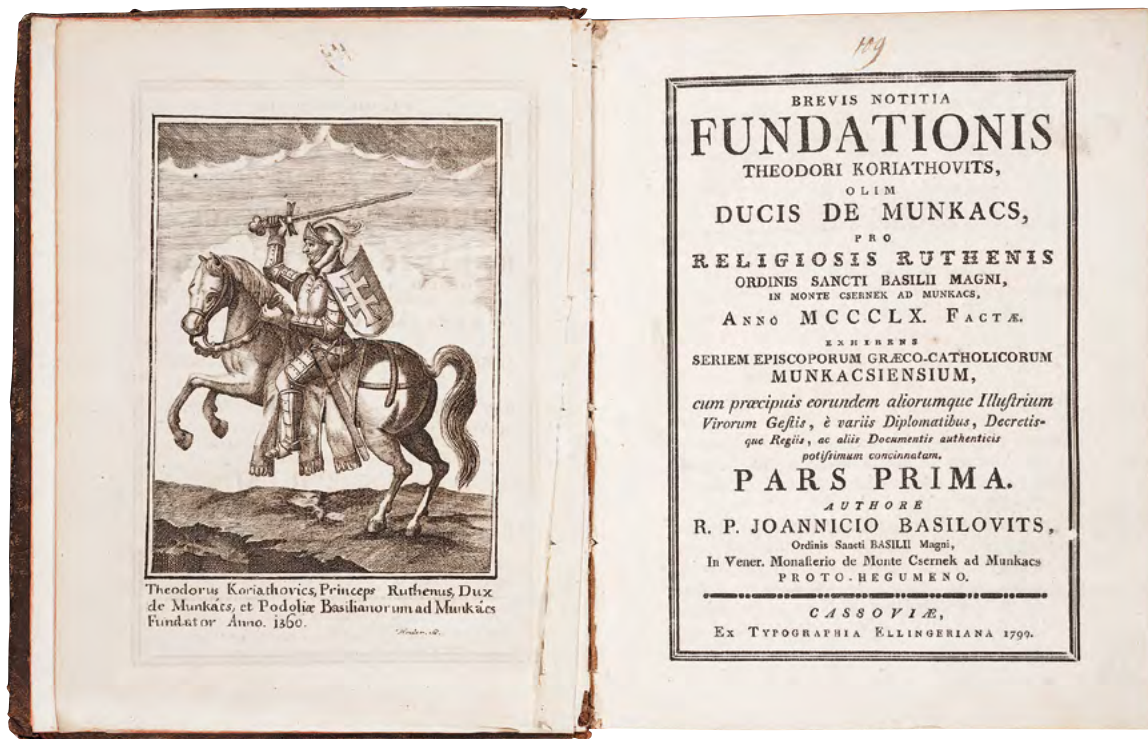 Theodorus Koriathovics, Princeps Ruthenus, Dux
de Munkács, et Podoliæ Basilianorum ad Munkács
Fundator Anno. 1360.
109
BREVIS NOTITIA
FUNDATIONIS
THEODORI KORIATHOVITS,
OLIM
DUCIS DE MUNKACS,
PRO
RELIGIOSIS RUTHENIS
ORDINIS SANCTI BASILII MAGNI,
IN MONTE CSERNEK AD MUNKACS,
ANNO MCCCLX. FACTÆ.
EXHIBENS
SERIEM EPISCOPORUM GRÆCO-CATHOLICORUM
MUNKACSIENSIUM,
cum præcipuis eorundem aliorumque Illuſtrium
Virorum Geſtis, è variis Diplomatibus, Decretis-
que Regiis, ac aliis Documentis authenticis
potiſsimum concinnatam.
PARS PRIMA.
AUTHORE
R. P. JOANNICIO BASILOVITS,
Ordinis Sancti BASILII Magni,
In Vener. Monaſterio de Monte Csernek ad Munkacs
PROTO-HEGUMENO.
CASSOVIÆ,
EX TYPOGRAPHIA ELLINGERIANA 1799.